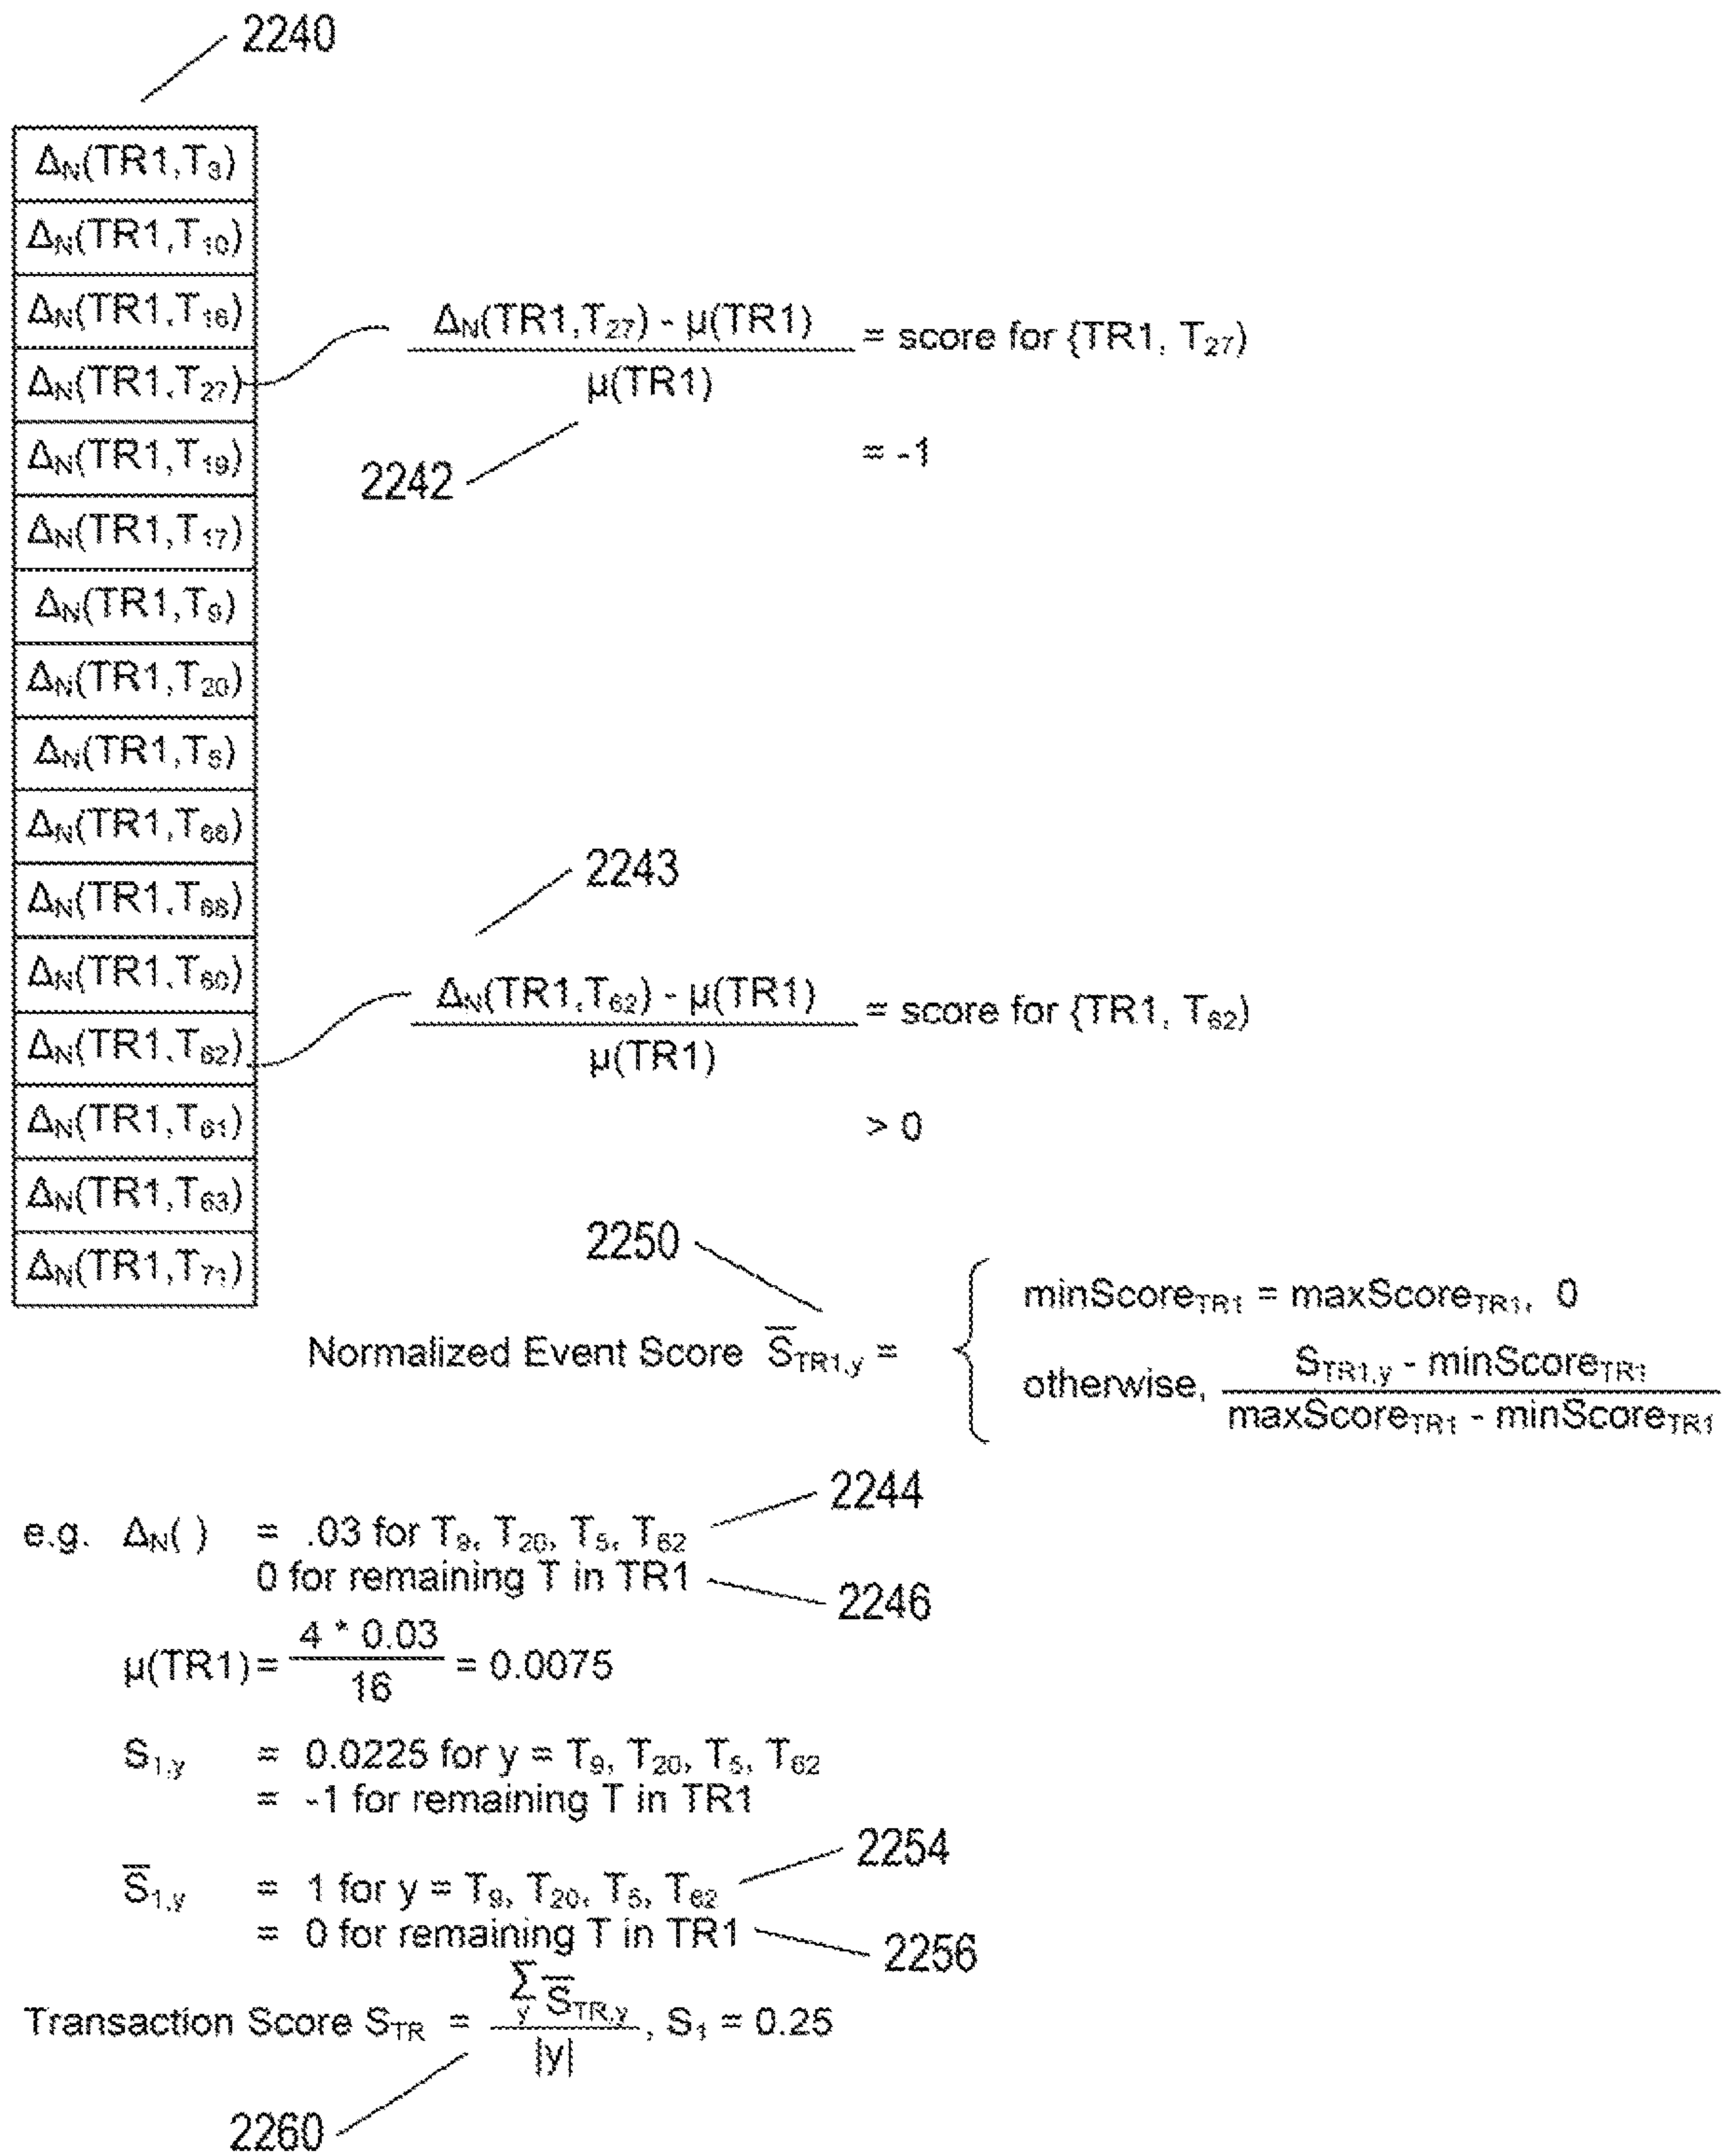 2240
ΔN(TR1,T3)
ΔN(TR1,T10)
ΔN(TR1,T16)
ΔN(TR1,T27)
ΔN(TR1,T19)
ΔN(TR1,T17)
ΔN(TR1,T9)
ΔN(TR1,T20)
ΔN(TR1,T5)
ΔN(TR1,T66)
ΔN(TR1,T68)
ΔN(TR1,T60)
ΔN(TR1,T62)
ΔN(TR1,T61)
ΔN(TR1,T63)
ΔN(TR1,T71)
ΔN(TR1,T27) - μ(TR1)
μ(TR1)
= score for {TR1, T27)
= -1
2242
2243
ΔN(TR1,T62) - μ(TR1)
μ(TR1)
= score for {TR1, T62)
> 0
2250
Normalized Event Score S̅TR1,y =
minScoreTR1 = maxScoreTR1, 0
otherwise, STR1,y - minScoreTR1
maxScoreTR1 - minScoreTR1
2244
e.g. ΔN( ) = .03 for T9, T20, T5, T62
0 for remaining T in TR1
2246
μ(TR1) = 4 * 0.03
16
= 0.0075
S1,y = 0.0225 for y = T9, T20, T5, T62
= -1 for remaining T in TR1
2254
S̅1,y = 1 for y = T9, T20, T5, T62
= 0 for remaining T in TR1
2256
Transaction Score STR = Σy S̅TR,y
|y|
, S1 = 0.25
2260